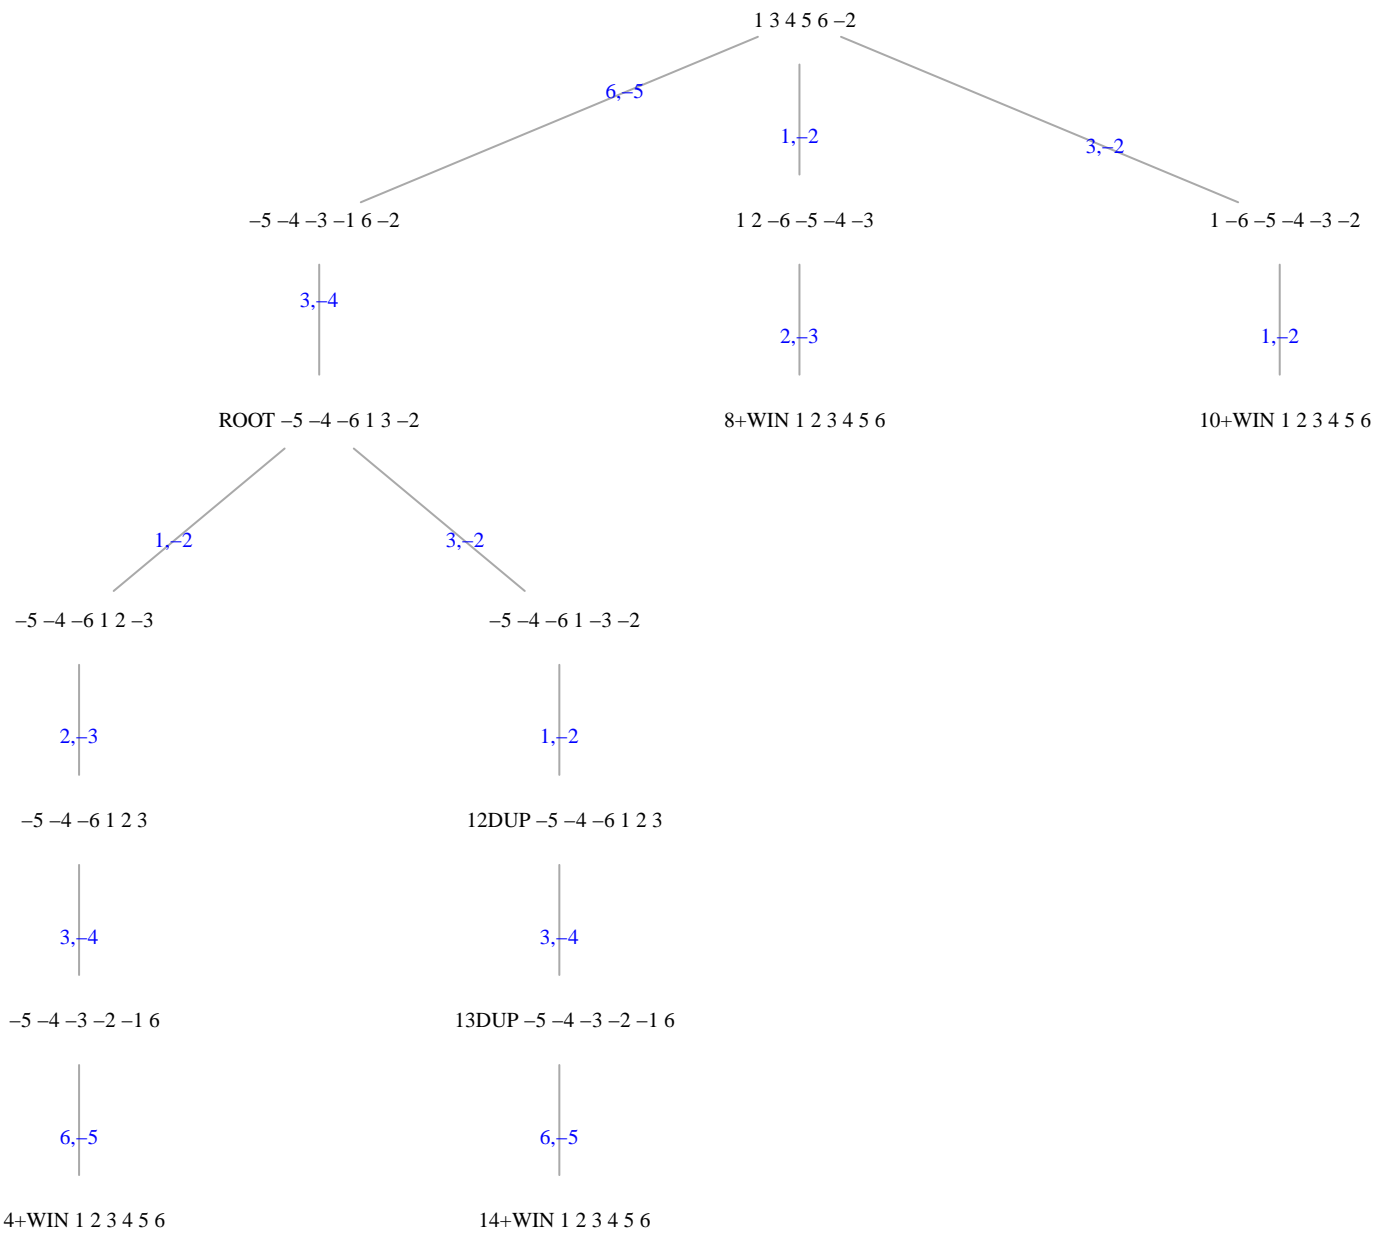 1 3 4 5 6 –2
6,–5
1,–2
3,–2
–5 –4 –3 –1 6 –2
1 2 –6 –5 –4 –3
1 –6 –5 –4 –3 –2
3,–4
2,–3
1,–2
ROOT –5 –4 –6 1 3 –2
8+WIN 1 2 3 4 5 6
10+WIN 1 2 3 4 5 6
1,–2
3,–2
–5 –4 –6 1 2 –3
–5 –4 –6 1 –3 –2
2,–3
1,–2
–5 –4 –6 1 2 3
12DUP –5 –4 –6 1 2 3
3,–4
3,–4
–5 –4 –3 –2 –1 6
13DUP –5 –4 –3 –2 –1 6
6,–5
6,–5
4+WIN 1 2 3 4 5 6
14+WIN 1 2 3 4 5 6